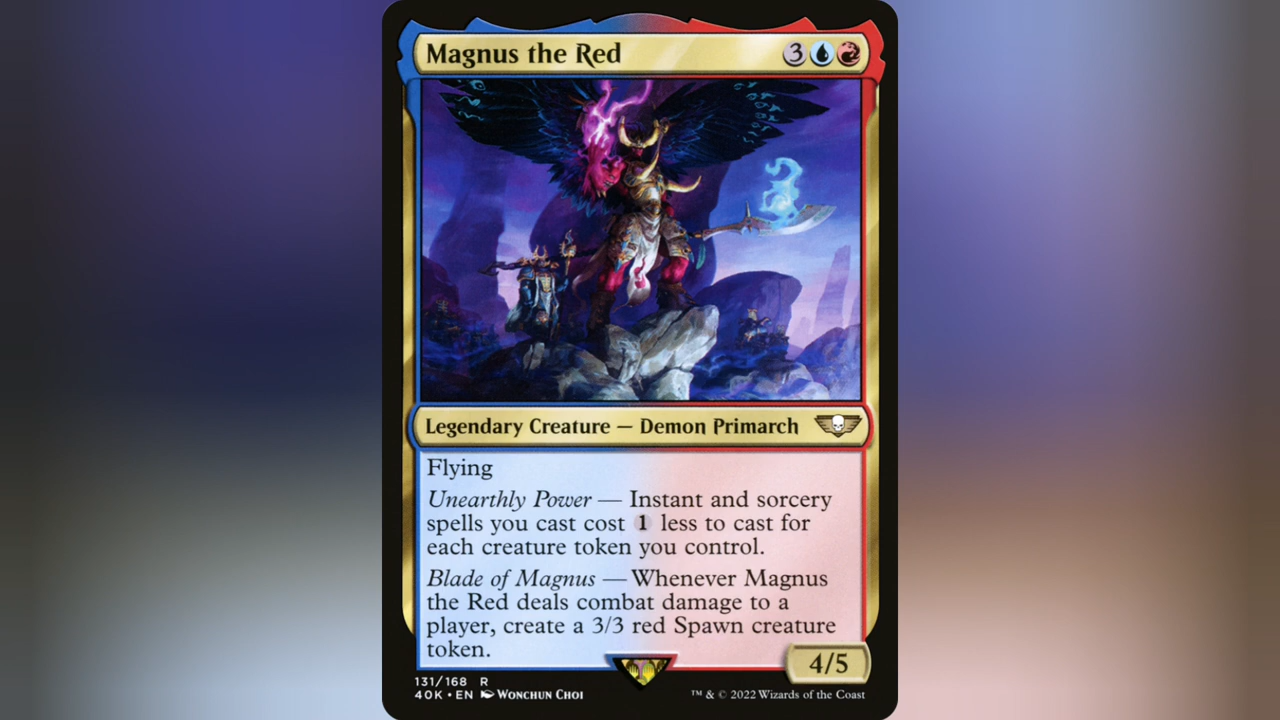 Magnus the Red 3
Legendary Creature — Demon Primarch
Flying
Unearthly Power — Instant and sorcery
spells you cast cost 1 less to cast for
each creature token you control.
Blade of Magnus — Whenever Magnus
the Red deals combat damage to a
player, create a 3/3 red Spawn creature
token.
4/5
131/168 R
40K • EN Wonchun Choi
™ & © 2022 Wizards of the Coast